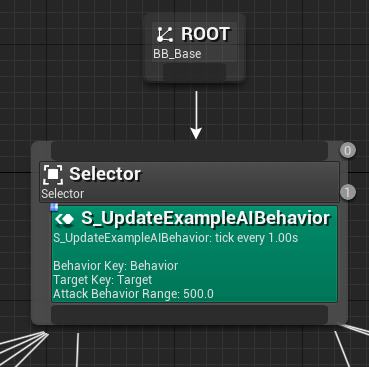 ROOT
BB_Base
0
Selector
Selector
1
S_UpdateExampleAIBehavior
S_UpdateExampleAIBehavior: tick every 1.00s
Behavior Key: Behavior
Target Key: Target
Attack Behavior Range: 500.0